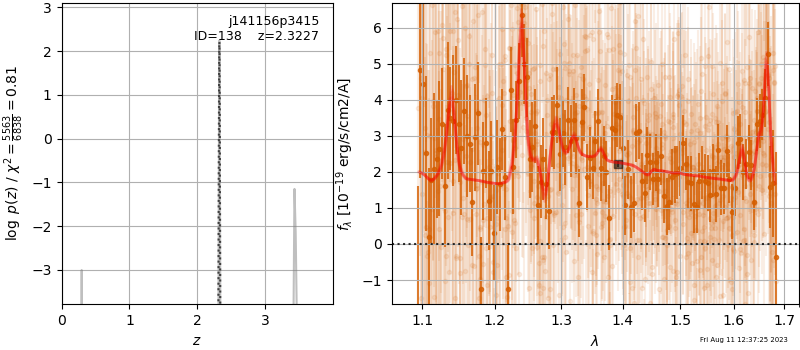 j141156p3415
ID=138 z=2.3227
log p(z) / χ² = 5563/6838 = 0.81
3
2
1
0
−1
−2
−3
0 1 2 3
z
fλ [10⁻¹⁹ erg/s/cm2/A]
6
5
4
3
2
1
0
−1
1.1 1.2 1.3 1.4 1.5 1.6 1.7
λ
Fri Aug 11 12:37:25 2023